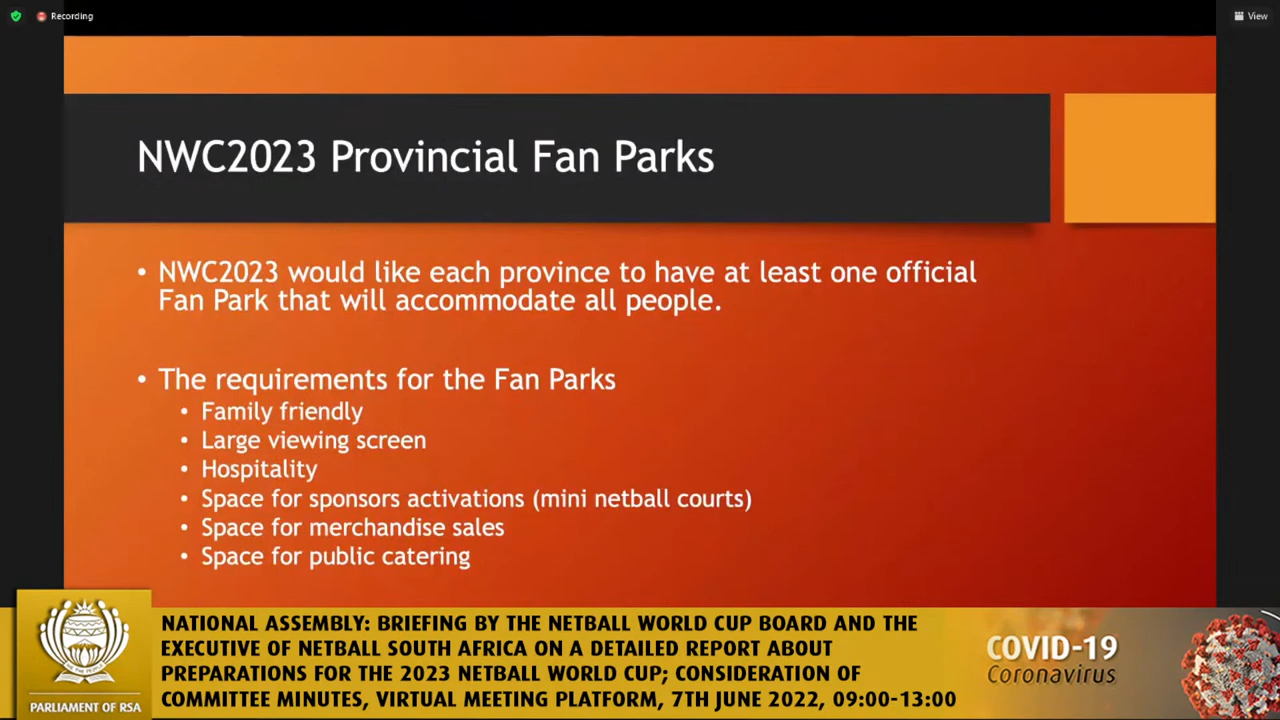 Recording
View
NWC2023 Provincial Fan Parks
• NWC2023 would like each province to have at least one official
Fan Park that will accommodate all people.
• The requirements for the Fan Parks
• Family friendly
• Large viewing screen
• Hospitality
• Space for sponsors activations (mini netball courts)
• Space for merchandise sales
• Space for public catering
NATIONAL ASSEMBLY: BRIEFING BY THE NETBALL WORLD CUP BOARD AND THE
EXECUTIVE OF NETBALL SOUTH AFRICA ON A DETAILED REPORT ABOUT
PREPARATIONS FOR THE 2023 NETBALL WORLD CUP; CONSIDERATION OF
COMMITTEE MINUTES, VIRTUAL MEETING PLATFORM, 7TH JUNE 2022, 09:00-13:00
PARLIAMENT OF RSA
COVID-19
Coronavirus